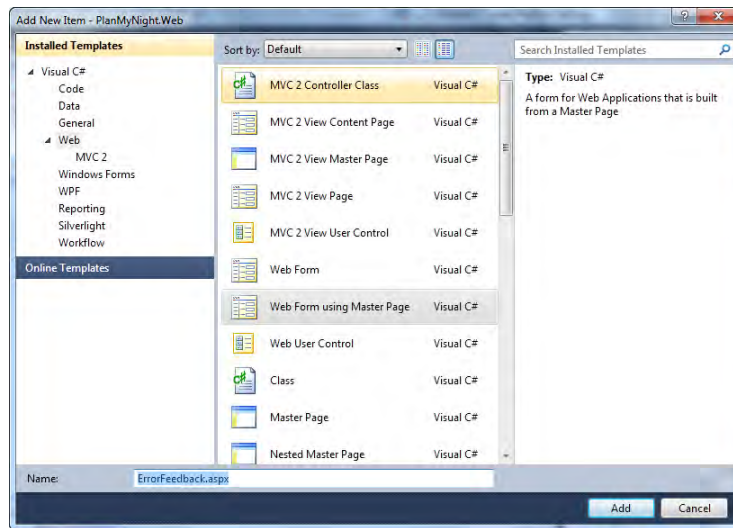 Add New Item - PlanMyNight.Web
Installed Templates
Visual C#
Code
Data
General
Web
MVC 2
Windows Forms
WPF
Reporting
Silverlight
Workflow
Online Templates
Sort by: Default
MVC 2 Controller Class Visual C#
MVC 2 View Content Page Visual C#
MVC 2 View Master Page Visual C#
MVC 2 View Page Visual C#
MVC 2 View User Control Visual C#
Web Form Visual C#
Web Form using Master Page Visual C#
Web User Control Visual C#
Class Visual C#
Master Page Visual C#
Nested Master Page Visual C#
Search Installed Templates
Type: Visual C#
A form for Web Applications that is built
from a Master Page
Name: ErrorFeedback.aspx
Add Cancel